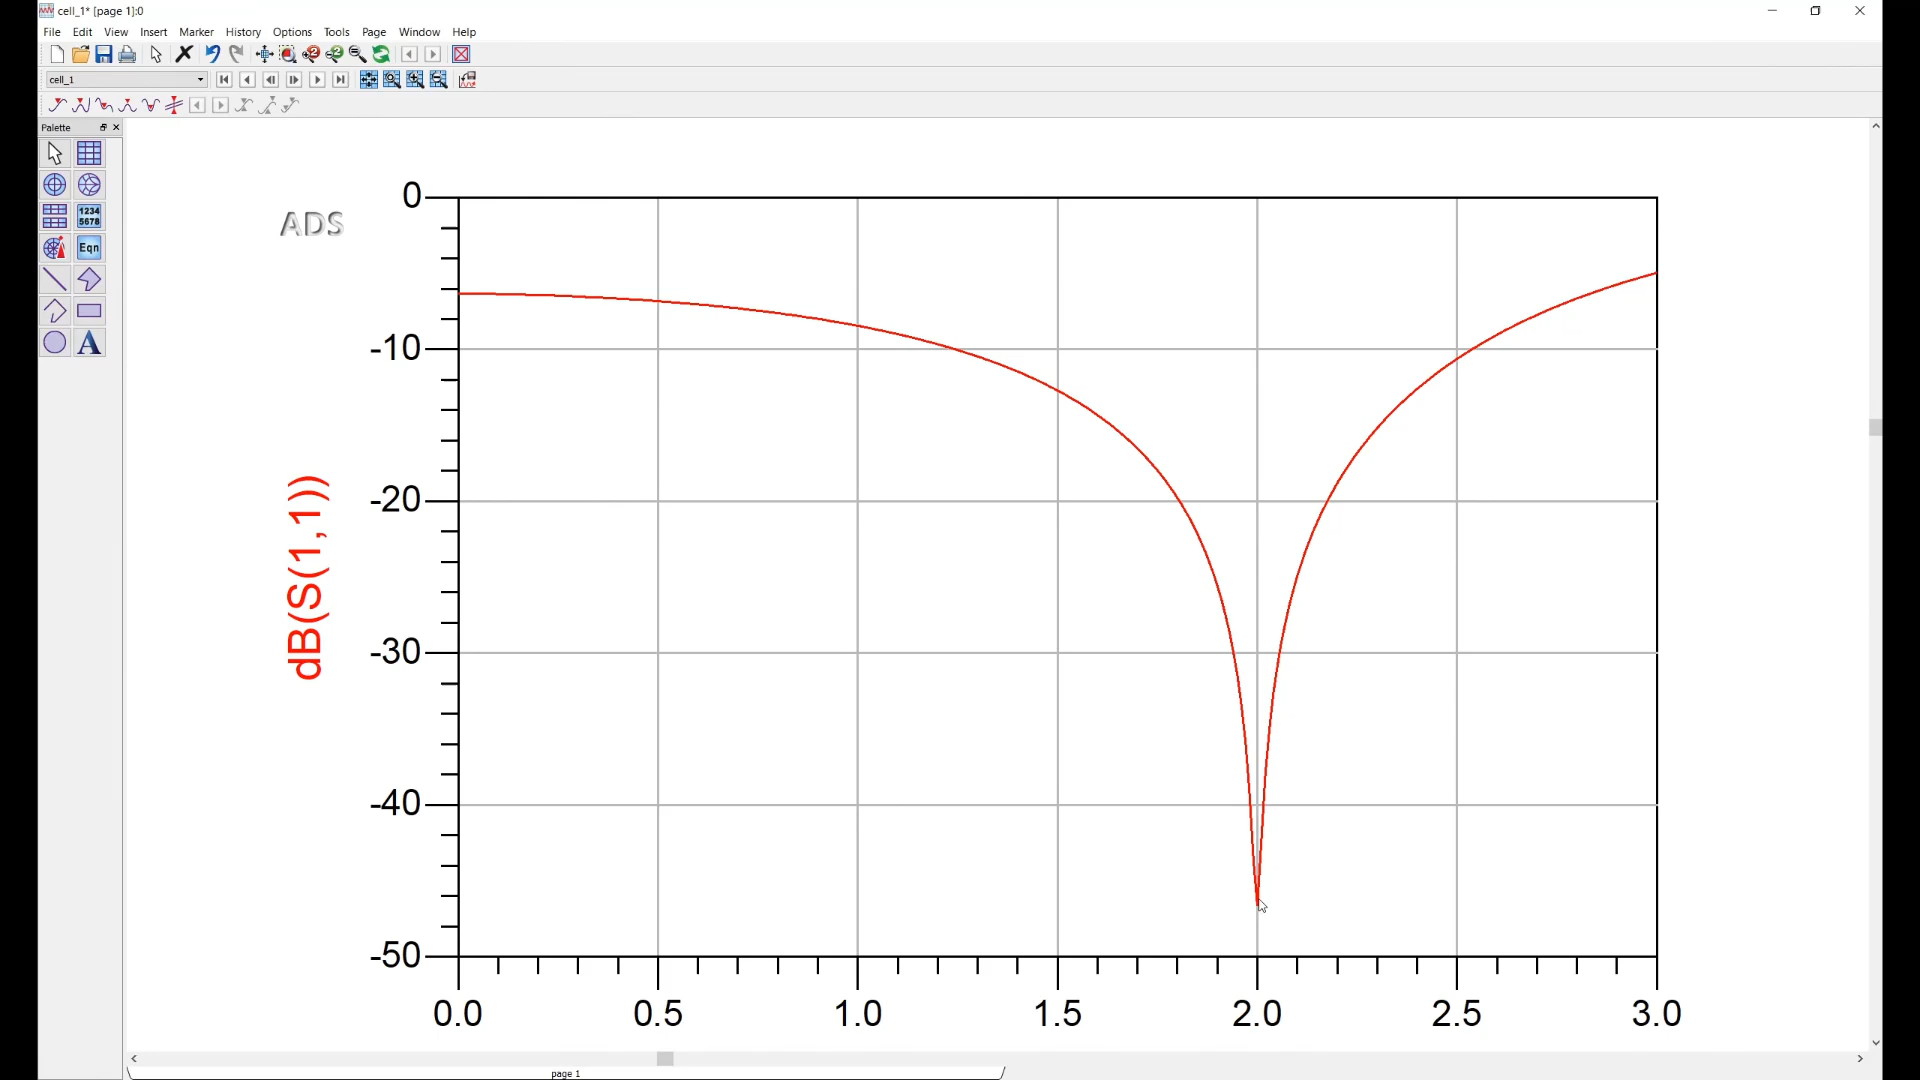 cell_1* [page 1]:0
File Edit View Insert Marker History Options Tools Page Window Help
cell_1
Palette
1234
5678
Eqn
A
ADS
dB(S(1,1))
0
-10
-20
-30
-40
-50
0.0 0.5 1.0 1.5 2.0 2.5 3.0
page 1